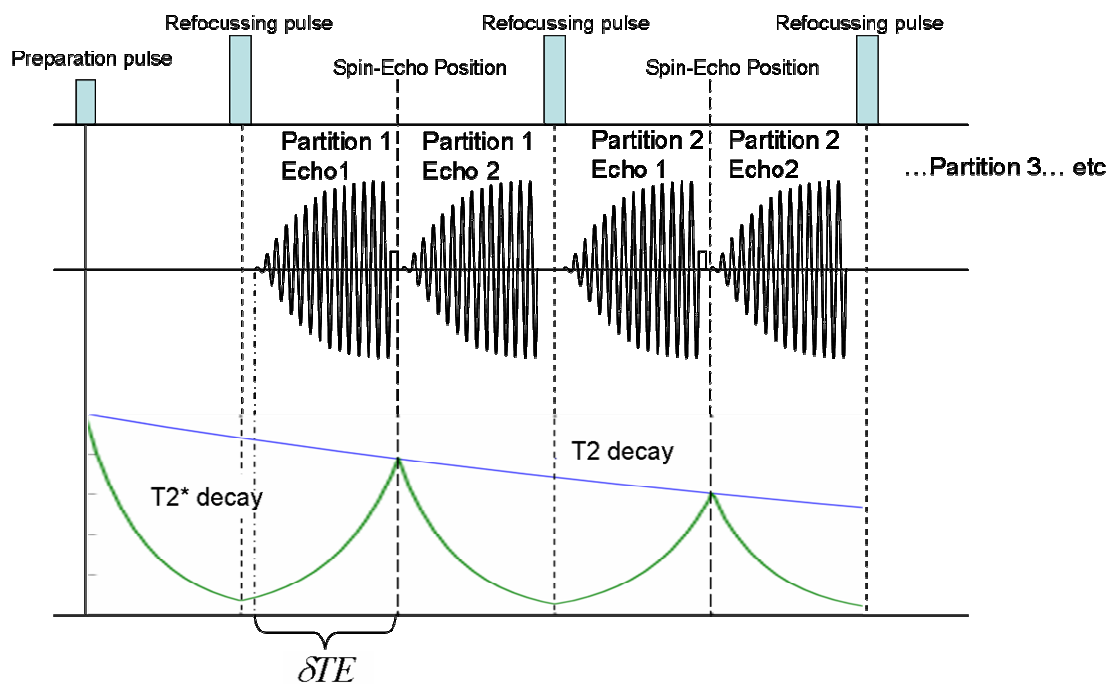 Refocussing pulse
Refocussing pulse
Refocussing pulse
Preparation pulse
Spin-Echo Position
Spin-Echo Position
Partition 1
Echo1
Partition 1
Echo 2
Partition 2
Echo 1
Partition 2
Echo2
...Partition 3... etc
T2 decay
T2* decay
δTE